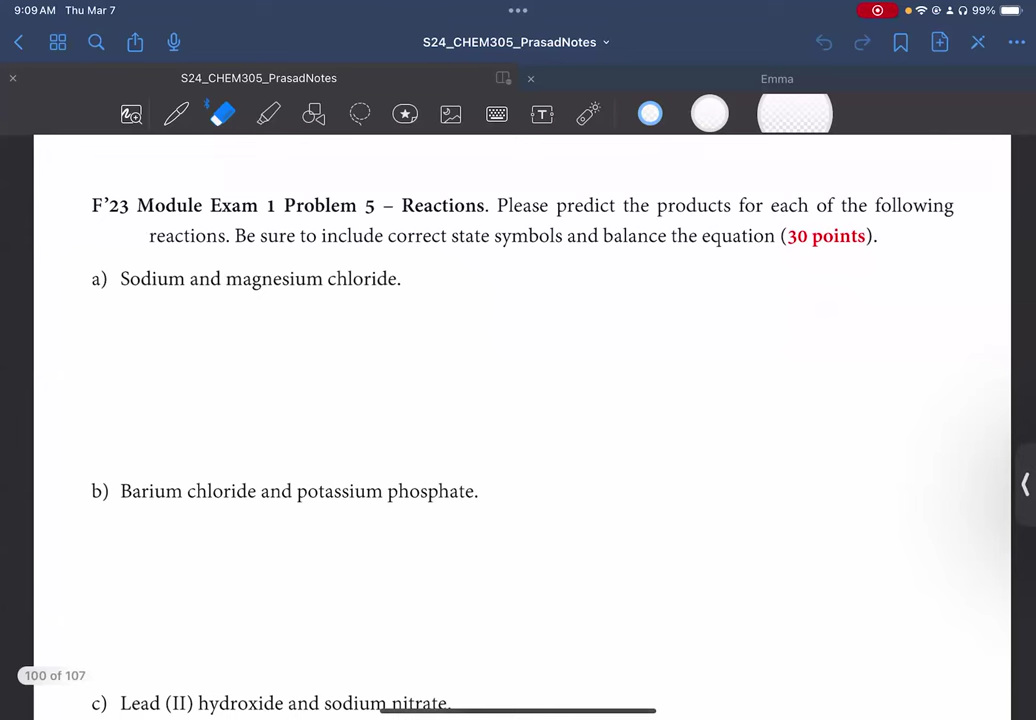 9:09 AM Thu Mar 7
99%
S24_CHEM305_PrasadNotes
S24_CHEM305_PrasadNotes
Emma
T
F'23 Module Exam 1 Problem 5 – Reactions. Please predict the products for each of the following
reactions. Be sure to include correct state symbols and balance the equation (30 points).
a) Sodium and magnesium chloride.
b) Barium chloride and potassium phosphate.
100 of 107
c) Lead (II) hydroxide and sodium nitrate.